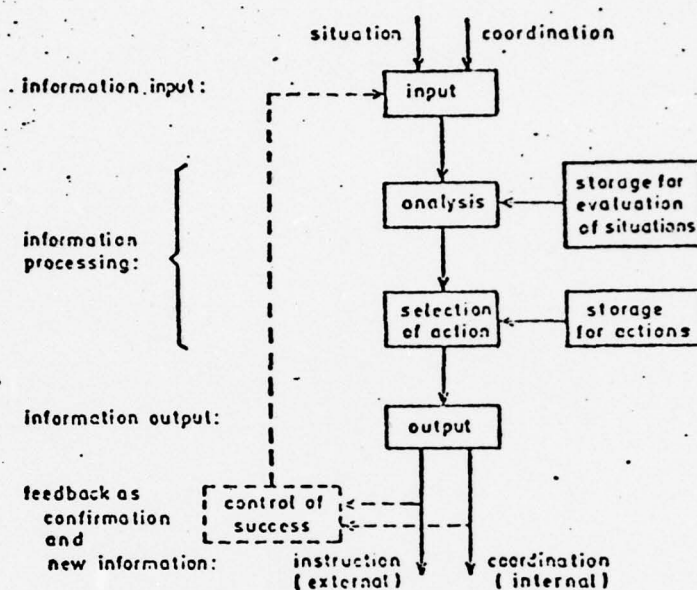 situation
coordination
information input:
input
analysis
storage for
evaluation
of situations
information
processing:
selection
of action
storage
for actions
information output:
output
feedback as
confirmation
and
new information:
control of
success
instruction
(external)
coordination
(internal)